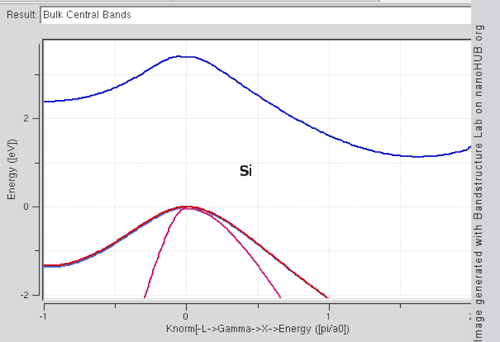 Result: Bulk Central Bands
Energy ([eV])
2
0
-2
Si
-1
0
1
2
Knorm[-L->Gamma->X->Energy ([pi/a0])
Image generated with Bandstructure Lab on nanoHUB.org